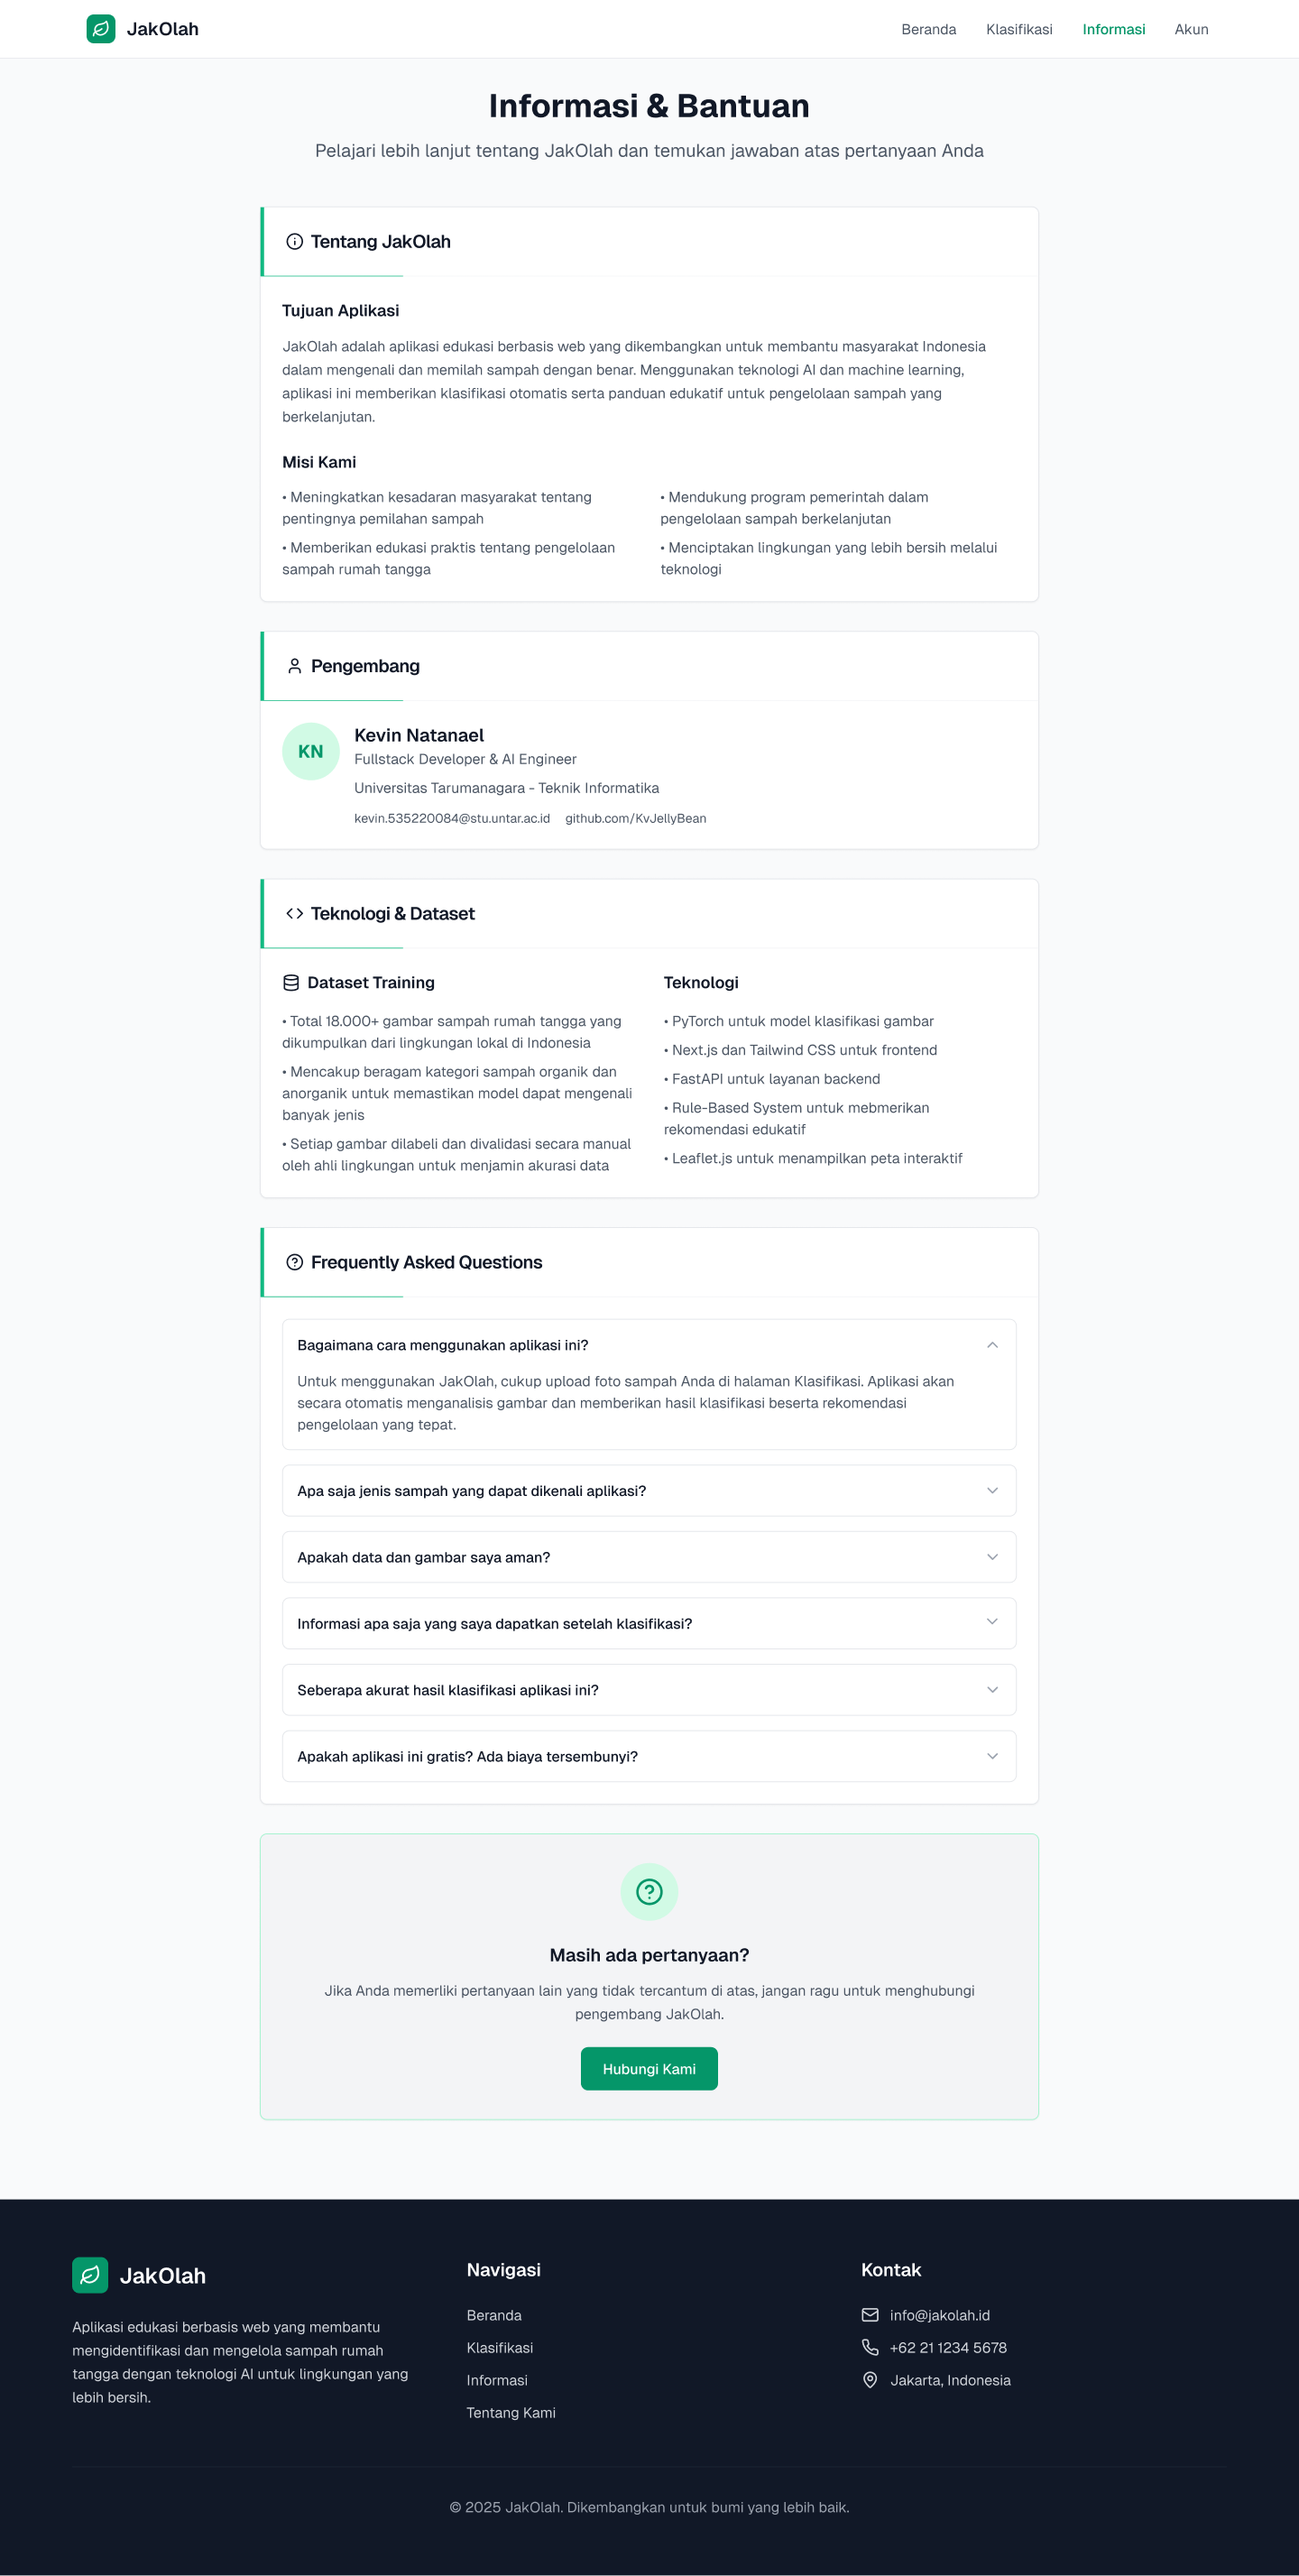 JakOlah
Beranda
Klasifikasi
Informasi
Akun
Informasi & Bantuan
Pelajari lebih lanjut tentang JakOlah dan temukan jawaban atas pertanyaan Anda
Tentang JakOlah
Tujuan Aplikasi
JakOlah adalah aplikasi edukasi berbasis web yang dikembangkan untuk membantu masyarakat Indonesia
dalam mengenali dan memilah sampah dengan benar. Menggunakan teknologi AI dan machine learning,
aplikasi ini memberikan klasifikasi otomatis serta panduan edukatif untuk pengelolaan sampah yang
berkelanjutan.
Misi Kami
• Meningkatkan kesadaran masyarakat tentang
pentingnya pemilahan sampah
• Memberikan edukasi praktis tentang pengelolaan
sampah rumah tangga
• Mendukung program pemerintah dalam
pengelolaan sampah berkelanjutan
• Menciptakan lingkungan yang lebih bersih melalui
teknologi
Pengembang
KN
Kevin Natanael
Fullstack Developer & AI Engineer
Universitas Tarumanagara - Teknik Informatika
kevin.535220084@stu.untar.ac.id
github.com/KvJellyBean
Teknologi & Dataset
Dataset Training
• Total 18.000+ gambar sampah rumah tangga yang
dikumpulkan dari lingkungan lokal di Indonesia
• Mencakup beragam kategori sampah organik dan
anorganik untuk memastikan model dapat mengenali
banyak jenis
• Setiap gambar dilabeli dan divalidasi secara manual
oleh ahli lingkungan untuk menjamin akurasi data
Teknologi
• PyTorch untuk model klasifikasi gambar
• Next.js dan Tailwind CSS untuk frontend
• FastAPI untuk layanan backend
• Rule-Based System untuk mebmerikan
rekomendasi edukatif
• Leaflet.js untuk menampilkan peta interaktif
Frequently Asked Questions
Bagaimana cara menggunakan aplikasi ini?
Untuk menggunakan JakOlah, cukup upload foto sampah Anda di halaman Klasifikasi. Aplikasi akan
secara otomatis menganalisis gambar dan memberikan hasil klasifikasi beserta rekomendasi
pengelolaan yang tepat.
Apa saja jenis sampah yang dapat dikenali aplikasi?
Apakah data dan gambar saya aman?
Informasi apa saja yang saya dapatkan setelah klasifikasi?
Seberapa akurat hasil klasifikasi aplikasi ini?
Apakah aplikasi ini gratis? Ada biaya tersembunyi?
Masih ada pertanyaan?
Jika Anda memerliki pertanyaan lain yang tidak tercantum di atas, jangan ragu untuk menghubungi
pengembang JakOlah.
Hubungi Kami
JakOlah
Aplikasi edukasi berbasis web yang membantu
mengidentifikasi dan mengelola sampah rumah
tangga dengan teknologi AI untuk lingkungan yang
lebih bersih.
Navigasi
Beranda
Klasifikasi
Informasi
Tentang Kami
Kontak
info@jakolah.id
+62 21 1234 5678
Jakarta, Indonesia
© 2025 JakOlah. Dikembangkan untuk bumi yang lebih baik.